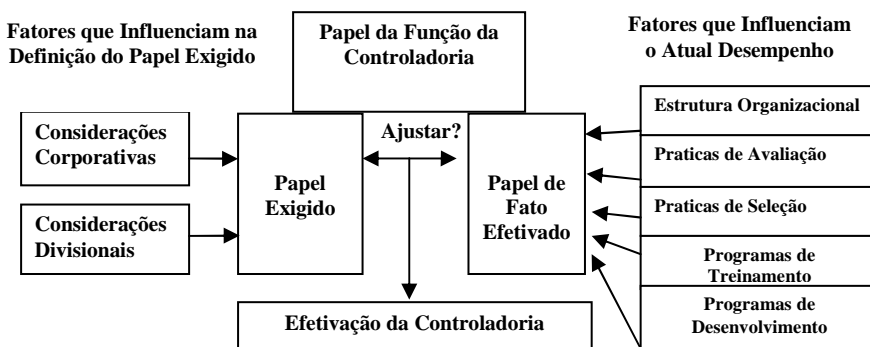 Fatores que Influenciam na
Definição do Papel Exigido
Papel da Função da
Controladoria
Fatores que Influenciam
o Atual Desempenho
Considerações
Corporativas
Considerações
Divisionais
Papel
Exigido
Ajustar?
Papel de
Fato
Efetivado
Estrutura Organizacional
Praticas de Avaliação
Praticas de Seleção
Programas de
Treinamento
Programas de
Desenvolvimento
Efetivação da Controladoria